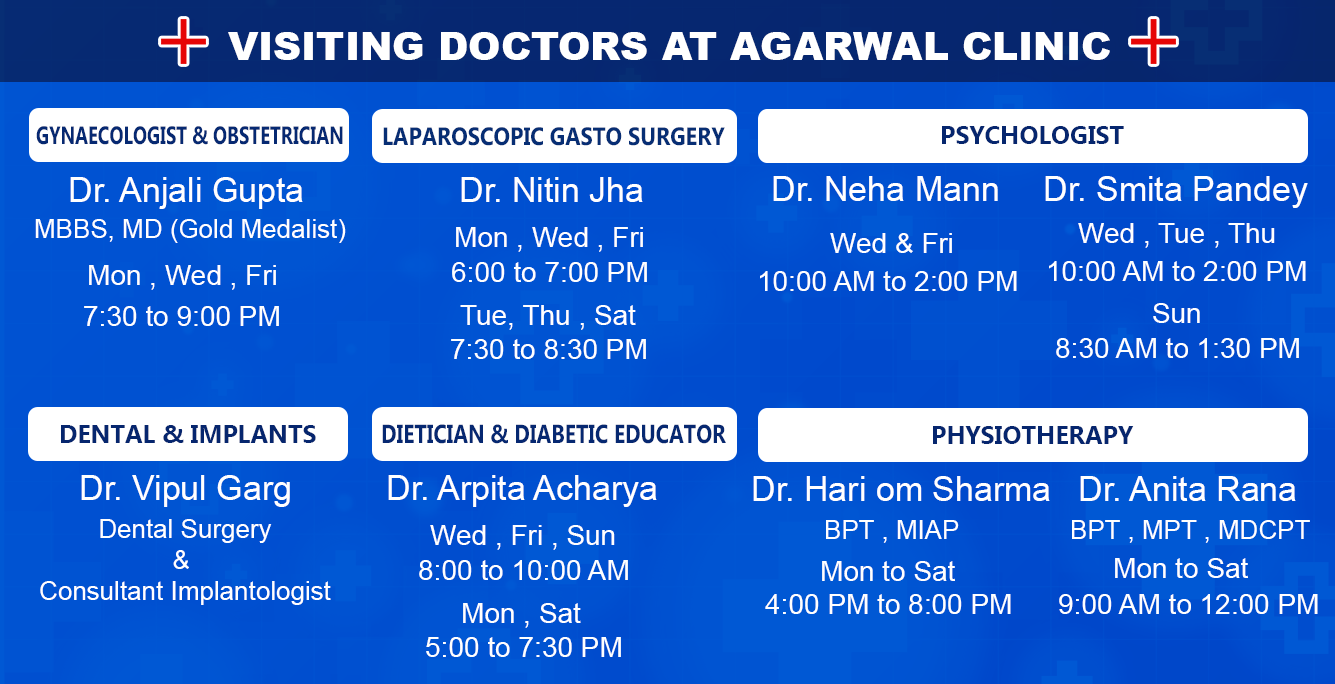 VISITING DOCTORS AT AGARWAL CLINIC
GYNAECOLOGIST & OBSTETRICIAN
Dr. Anjali Gupta
MBBS, MD (Gold Medalist)
Mon , Wed , Fri
7:30 to 9:00 PM
LAPAROSCOPIC GASTO SURGERY
Dr. Nitin Jha
Mon , Wed , Fri
6:00 to 7:00 PM
Tue, Thu , Sat
7:30 to 8:30 PM
PSYCHOLOGIST
Dr. Neha Mann
Wed & Fri
10:00 AM to 2:00 PM
Dr. Smita Pandey
Wed , Tue , Thu
10:00 AM to 2:00 PM
Sun
8:30 AM to 1:30 PM
DENTAL & IMPLANTS
Dr. Vipul Garg
Dental Surgery
&
Consultant Implantologist
DIETICIAN & DIABETIC EDUCATOR
Dr. Arpita Acharya
Wed , Fri , Sun
8:00 to 10:00 AM
Mon , Sat
5:00 to 7:30 PM
PHYSIOTHERAPY
Dr. Hari om Sharma
BPT , MIAP
Mon to Sat
4:00 PM to 8:00 PM
Dr. Anita Rana
BPT , MPT , MDCPT
Mon to Sat
9:00 AM to 12:00 PM